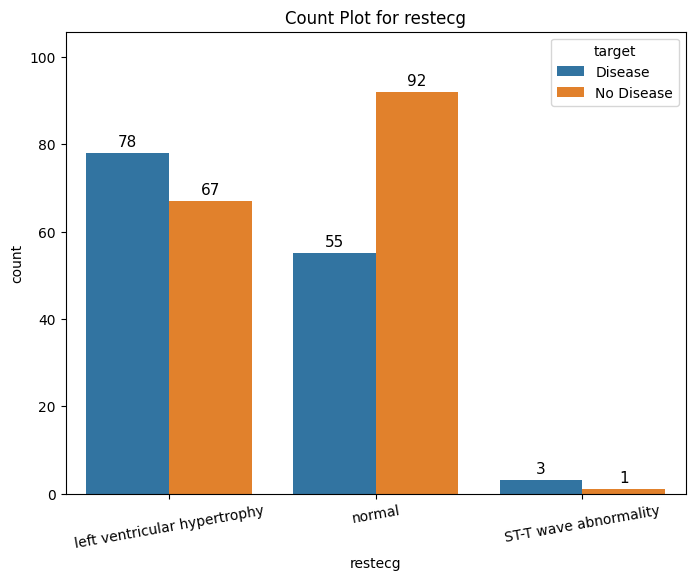 Count Plot for restecg
target
Disease
No Disease
count
100
80
60
40
20
0
78
67
55
92
3
1
left ventricular hypertrophy
normal
ST-T wave abnormality
restecg